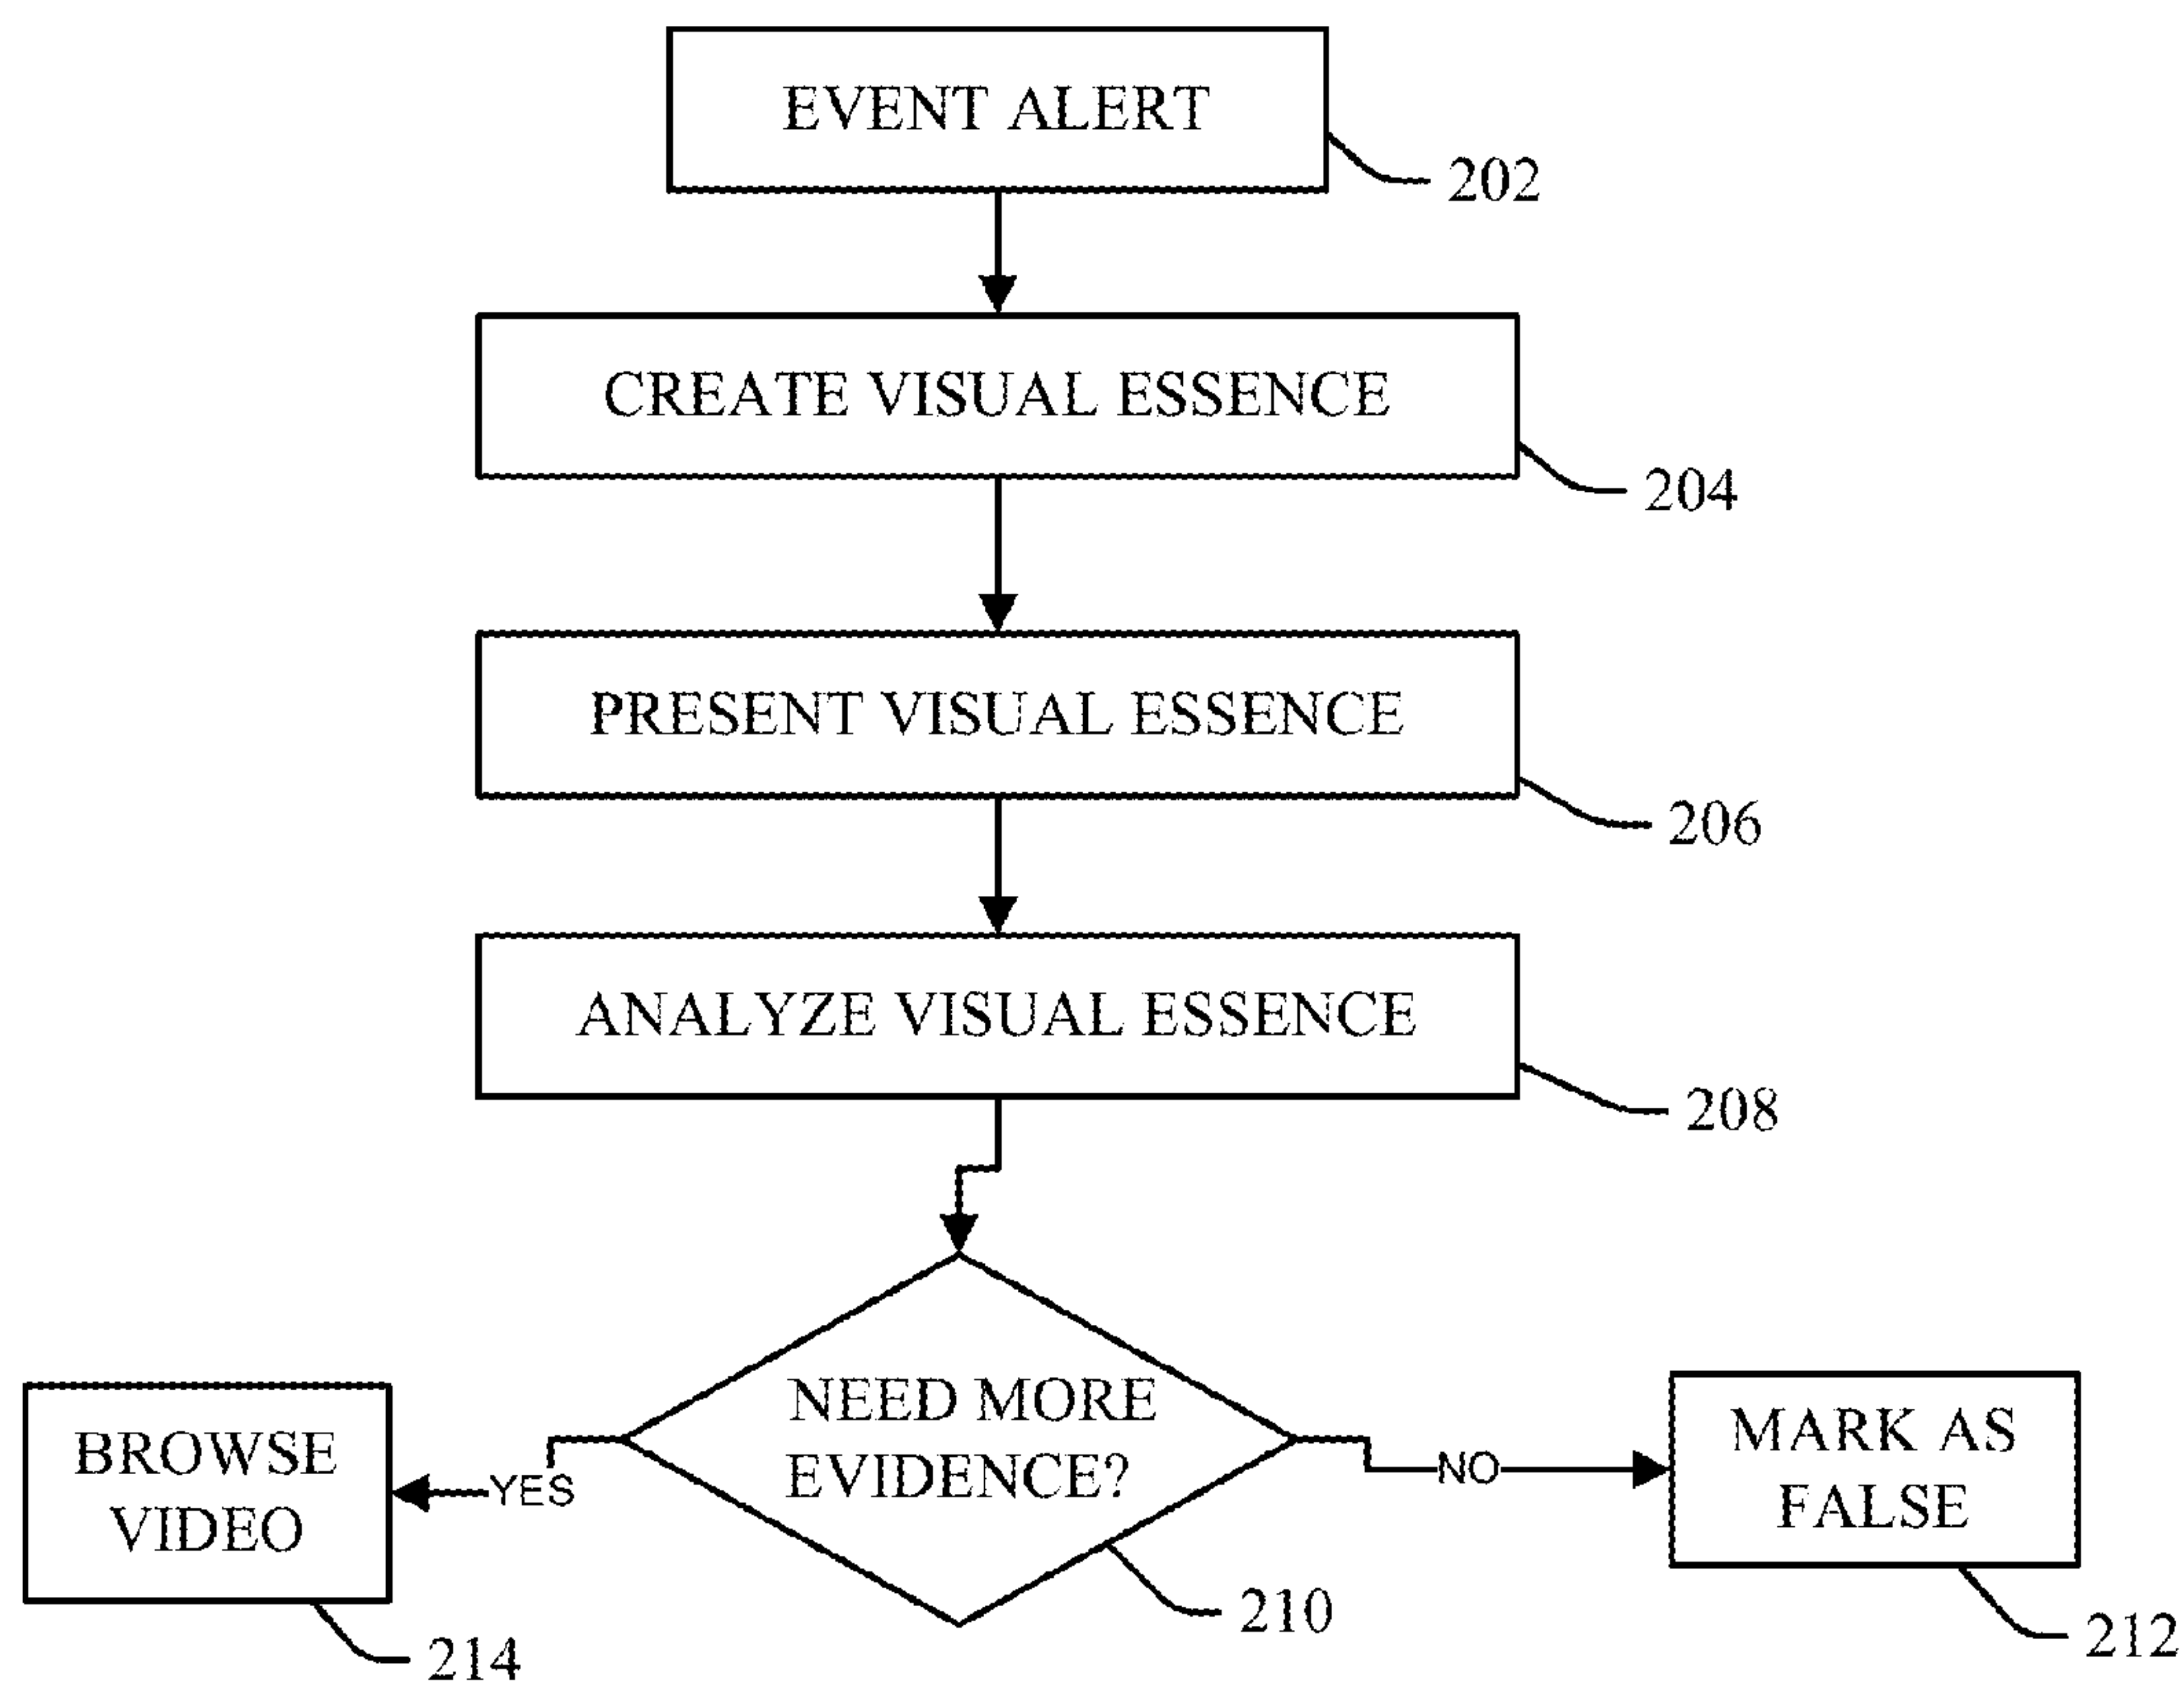 EVENT ALERT
202
CREATE VISUAL ESSENCE
204
PRESENT VISUAL ESSENCE
206
ANALYZE VISUAL ESSENCE
208
NEED MORE
EVIDENCE?
210
YES
BROWSE
VIDEO
214
NO
MARK AS
FALSE
212